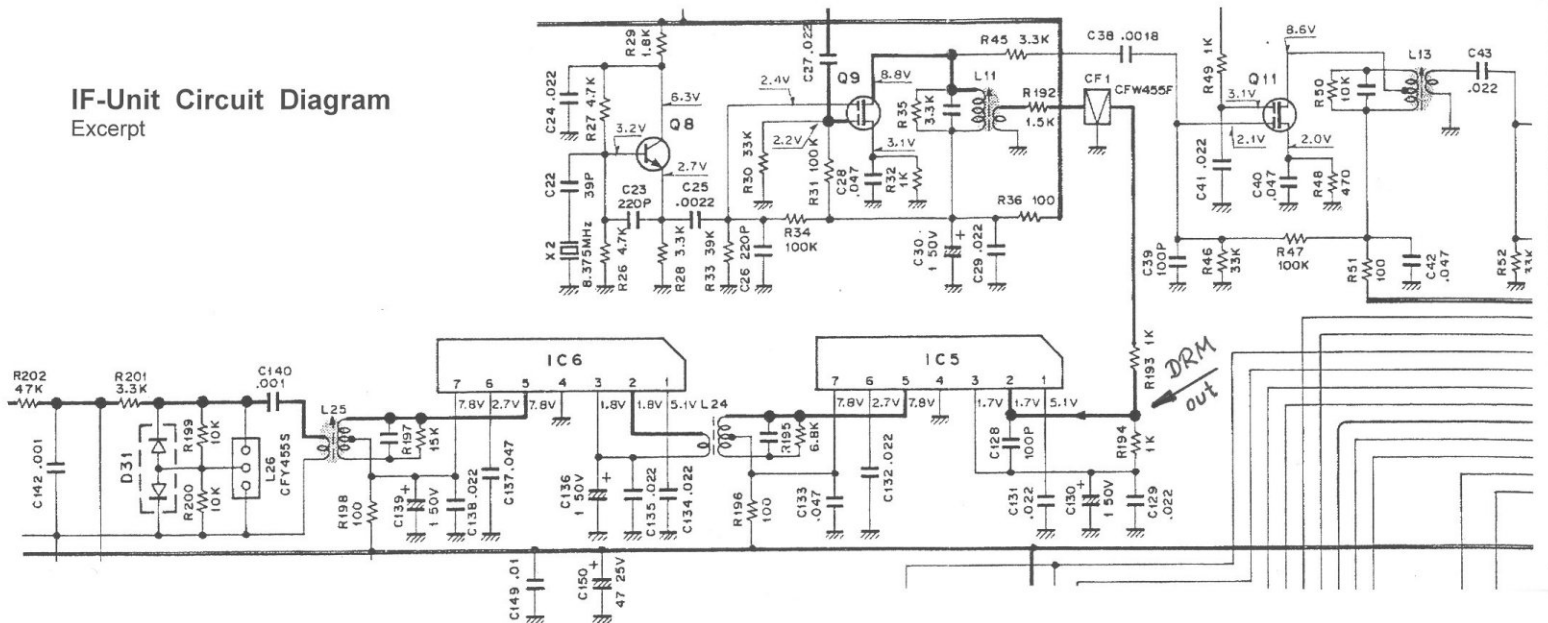 IF-Unit Circuit Diagram
Excerpt
R29
1.8K
C24 .022
R27 4.7K
6.3V
3.2V
Q8
2.7V
C22
39P
C23
220P
C25
.0022
X2
8.375MHz
R26 4.7K
R28 3.3K
R33 39K
C26 220P
C27 .022
2.4V
Q9
8.8V
2.2V
3.1V
R30 33K
R31 100K
C28
.047
R32
1K
R34
100K
R45 3.3K
L11
R35
3.3K
R192
1.5K
CF1
CFW455F
R36 100
C30
1 50V
C29 .022
C38 .0018
R49 1K
8.6V
Q11
3.1V
2.1V
2.0V
C41 .022
C40
.047
R48
470
R50
10K
L13
C43
.022
C39
100P
R46
33K
R47
100K
R51
100
C42
.047
R52
33K
R193 1K
DRM
out
R194
1K
R202
47K
R201
3.3K
C140
.001
IC6
7 6 5 4 3 2 1
7.8V 2.7V 7.8V 1.8V 1.8V 5.1V
L25
R197
15K
L24
R195
6.8K
IC5
7 6 5 4 3 2 1
7.8V 2.7V 7.8V 1.7V 1.7V 5.1V
C128
100P
C142 .001
D31
R199
10K
R200
10K
L26
CFY455S
R198
100
C139
1 50V
C138 .022
C137 .047
C136
1 50V
C135 .022
C134 .022
R196
100
C133
.047
C132 .022
C131
.022
C130
1 50V
C129
.022
C149 .01
C150
47 25V